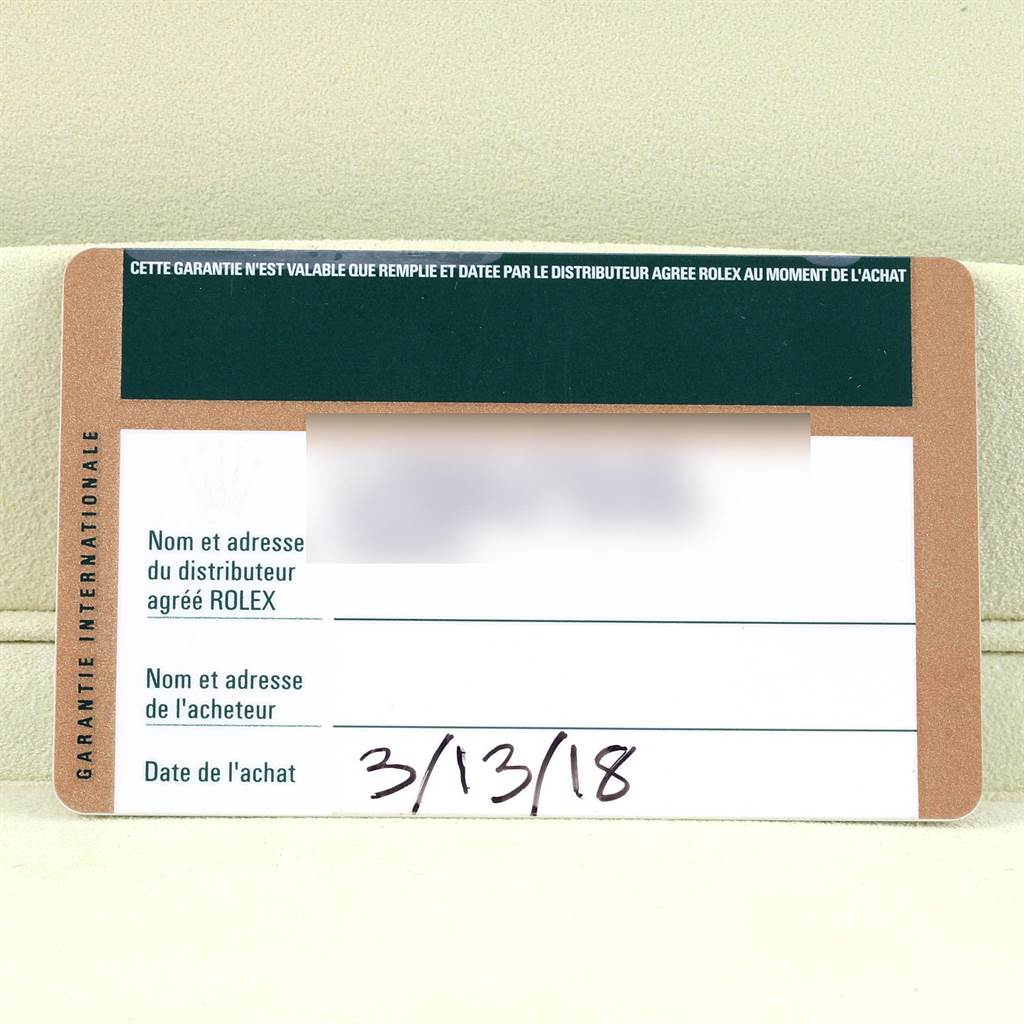 CETTE GARANTIE N'EST VALABLE QUE REMPLIE ET DATEE PAR LE DISTRIBUTEUR AGREE ROLEX AU MOMENT DE L'ACHAT
GARANTIE INTERNATIONALE
Nom et adresse
du distributeur
agréé ROLEX
Nom et adresse
de l'acheteur
Date de l'achat 3/13/18